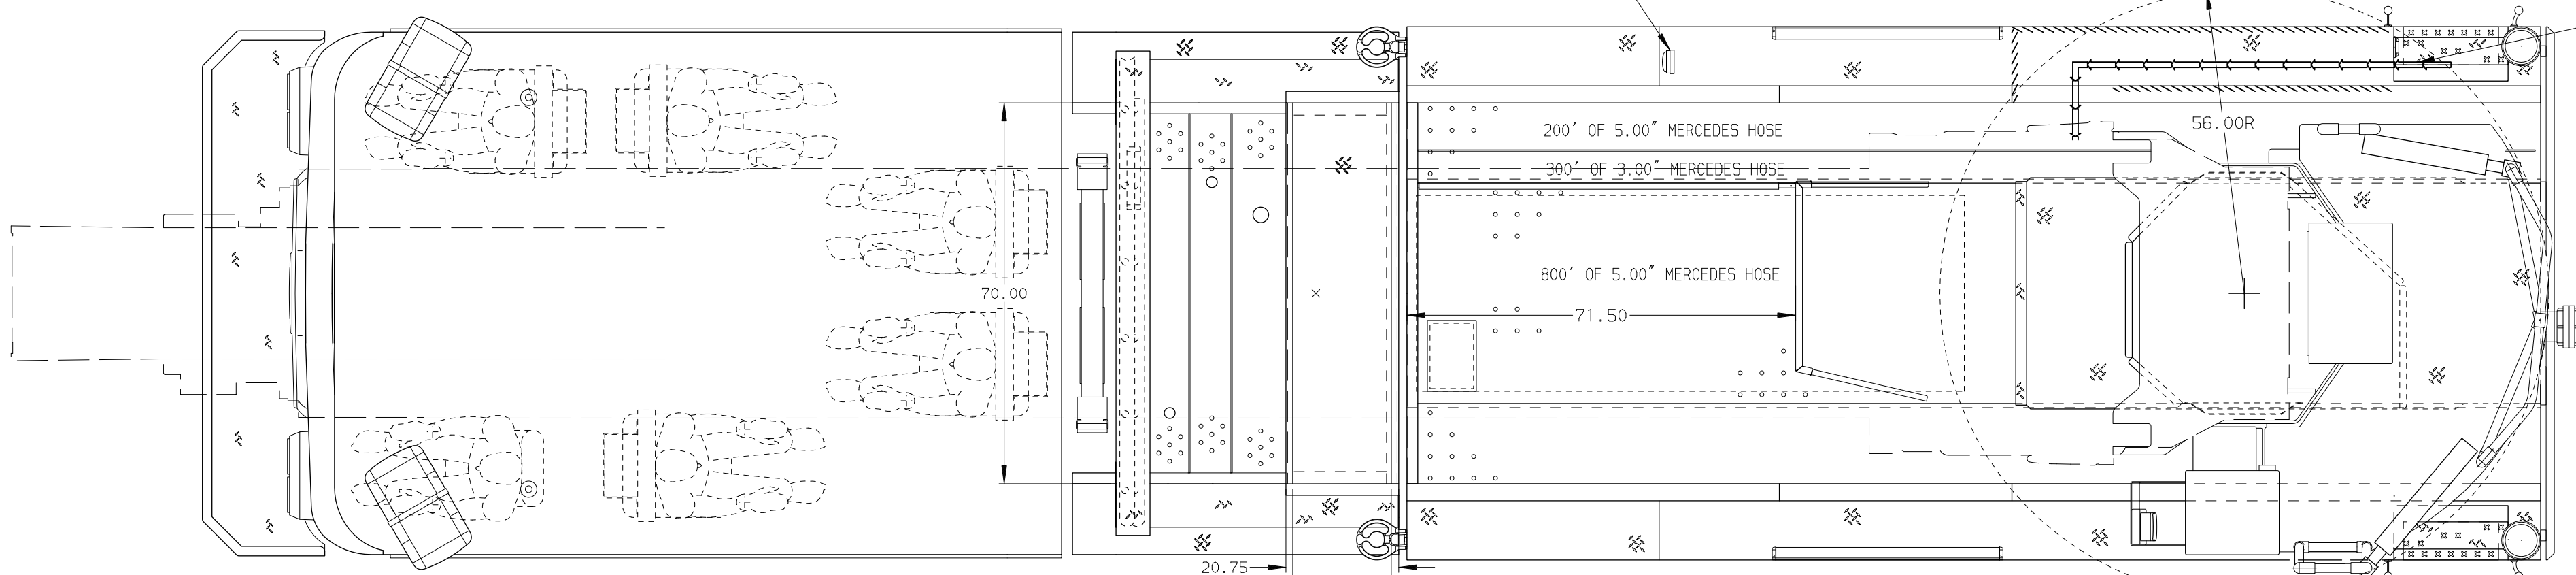 200' OF 5.00" MERCEDES HOSE
56.00R
300' OF 3.00" MERCEDES HOSE
800' OF 5.00" MERCEDES HOSE
70.00
71.50
20.75